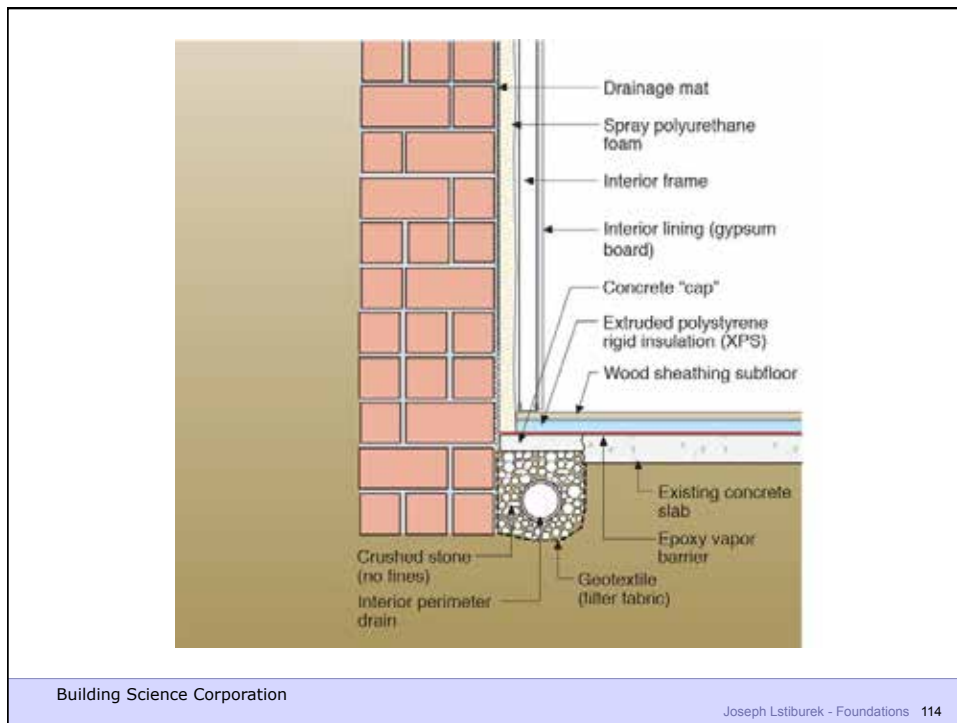 Drainage mat
Spray polyurethane
foam
Interior frame
Interior lining (gypsum
board)
Concrete "cap"
Extruded polystyrene
rigid insulation (XPS)
Wood sheathing subfloor
Existing concrete
slab
Epoxy vapor
barrier
Crushed stone
(no fines)
Geotextile
(filter fabric)
Interior perimeter
drain
Building Science Corporation
Joseph Lstiburek - Foundations 114